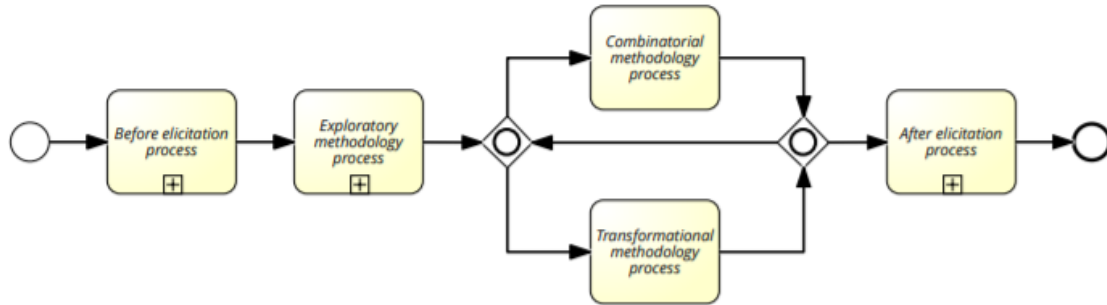 Before elicitation
process
Exploratory
methodology
process
Combinatorial
methodology
process
Transformational
methodology
process
After elicitation
process